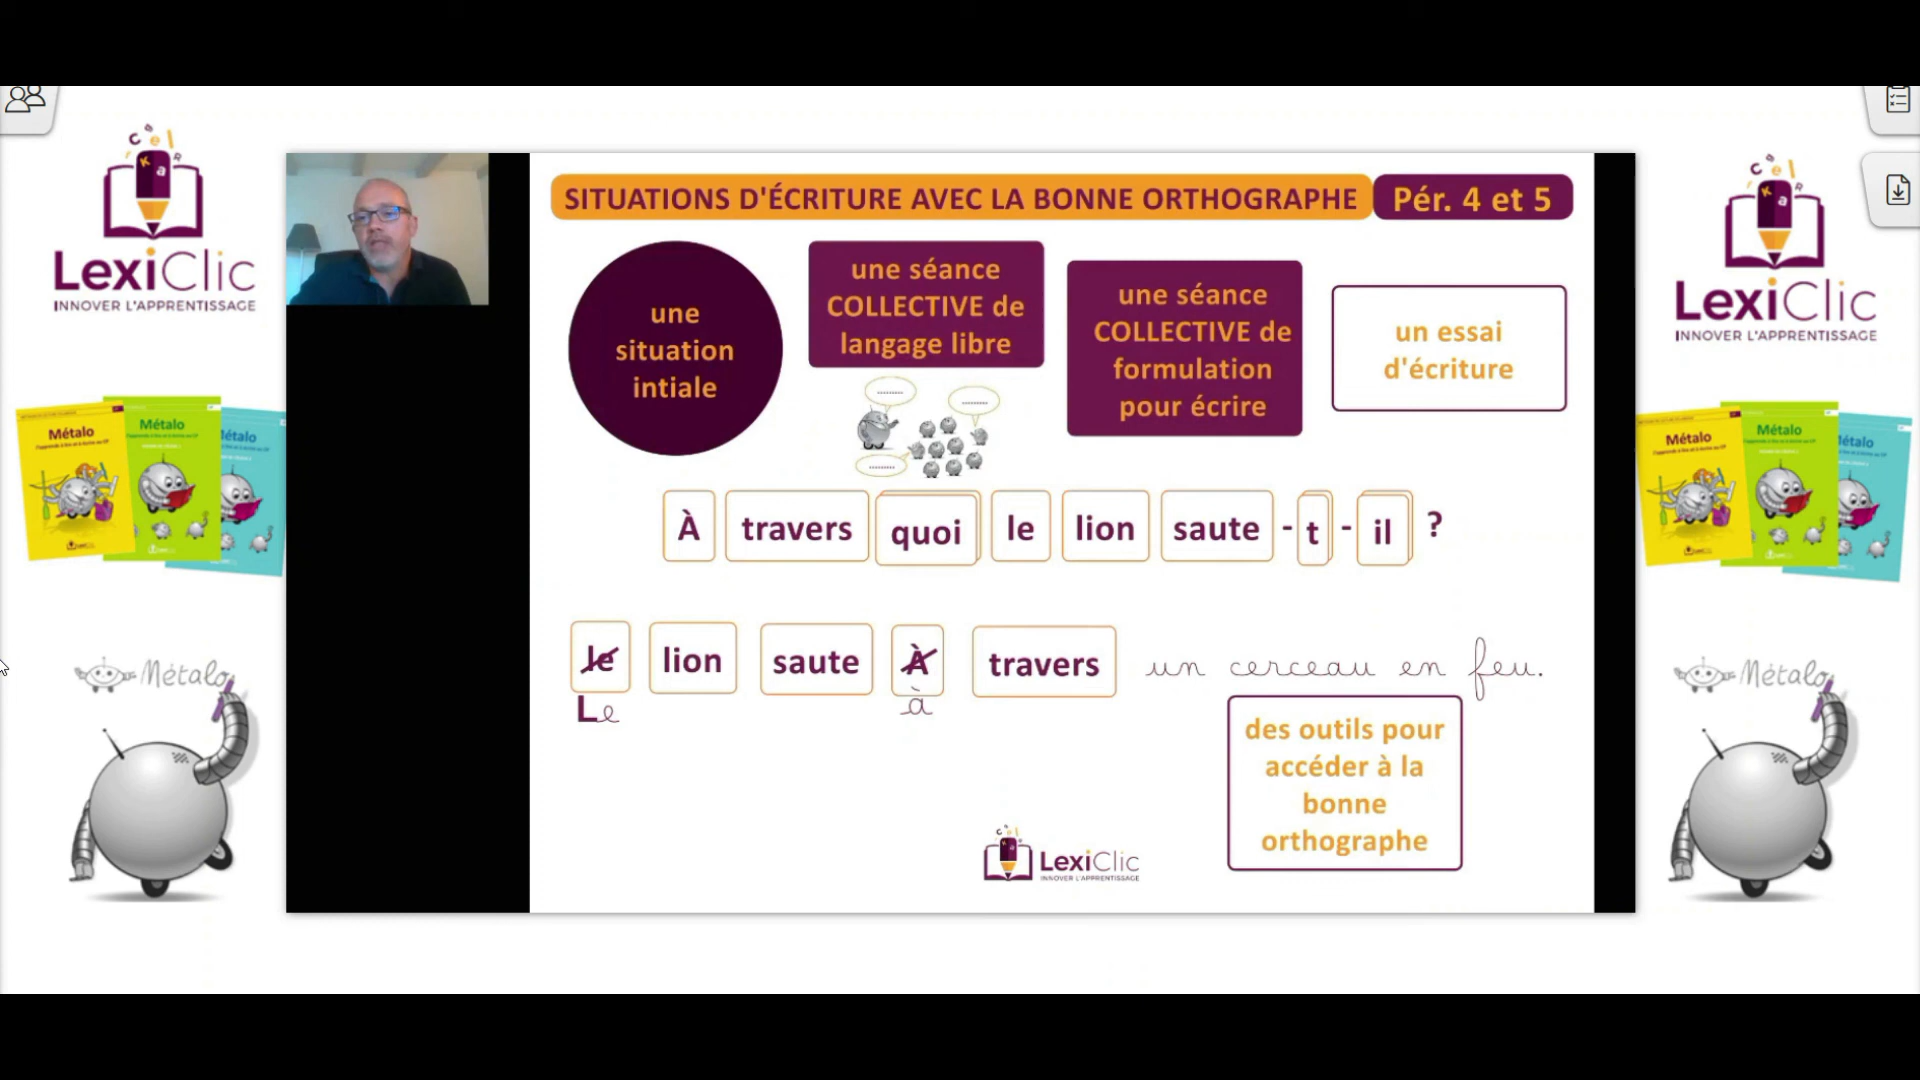 LexiClic
INNOVER L'APPRENTISSAGE
Métalo
Métalo
étalo
Métalo
SITUATIONS D'ÉCRITURE AVEC LA BONNE ORTHOGRAPHE Pér. 4 et 5
une
situation
intiale
une séance
COLLECTIVE de
langage libre
une séance
COLLECTIVE de
formulation
pour écrire
un essai
d'écriture
À travers quoi le lion saute - t - il ?
le lion saute À travers un cerceau en feu.
Le à
des outils pour
accéder à la
bonne
orthographe
LexiClic
INNOVER L'APPRENTISSAGE
LexiClic
INNOVER L'APPRENTISSAGE
Métalo
Métalo
étalo
Métalo